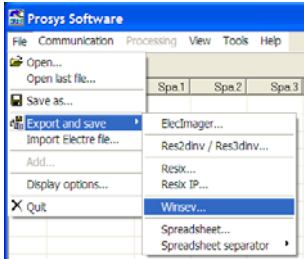 Prosys Software
File Communication Processing View Tools Help
Open...
Open last file...
Save as...
Export and save
Import Electre file...
Add...
Display options...
Quit
Spa.1 Spa.2 Spa.3
ElecImager...
Res2dinv / Res3dinv...
Resix...
Resix IP...
Winsev...
Spreadsheet...
Spreadsheet separator